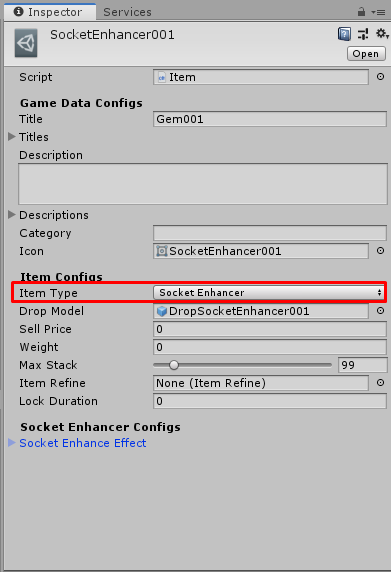 Inspector Services
SocketEnhancer001
Open
Script Item
Game Data Configs
Title Gem001
Titles
Description
Descriptions
Category
Icon SocketEnhancer001
Item Configs
Item Type Socket Enhancer
Drop Model DropSocketEnhancer001
Sell Price 0
Weight 0
Max Stack 99
Item Refine None (Item Refine)
Lock Duration 0
Socket Enhancer Configs
Socket Enhance Effect